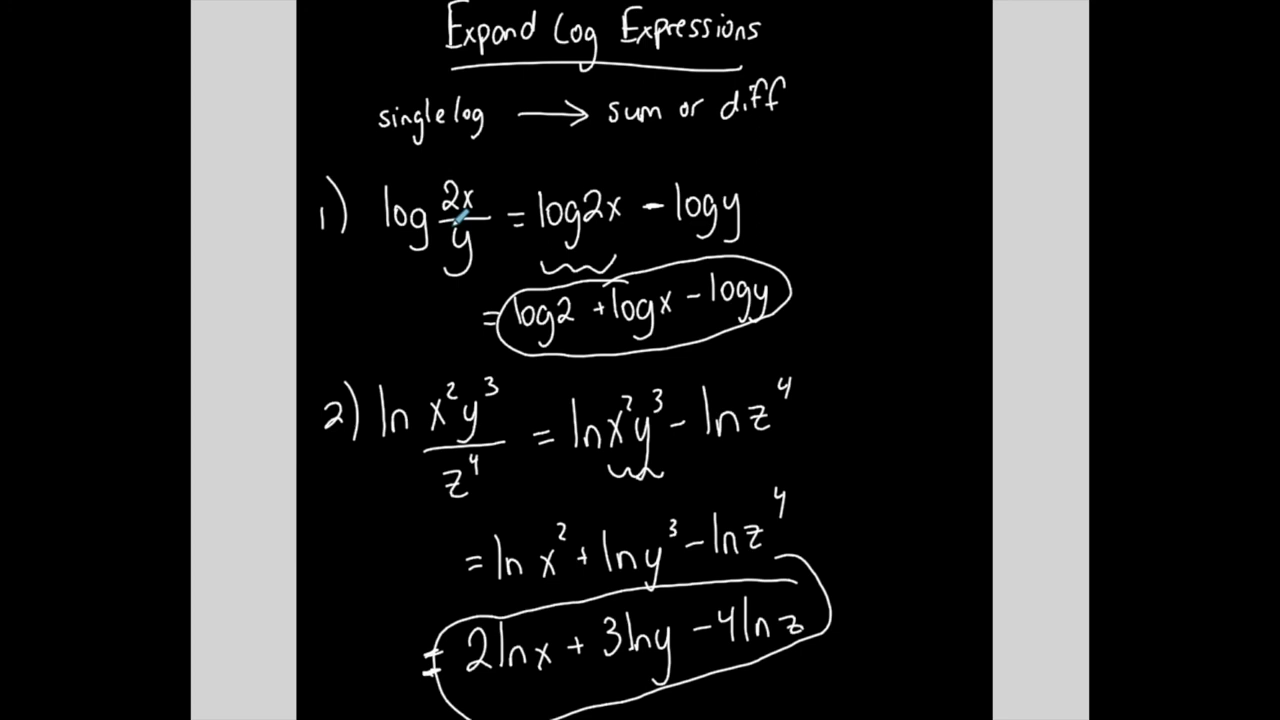 Expand Log Expressions
single log → sum or diff
1) log 2x/y = log2x - logy
= log2 + logx - logy
2) ln x²y³/z⁴ = lnx²y³ - lnz⁴
= ln x² + lny³ - lnz⁴
= 2lnx + 3lny - 4lnz